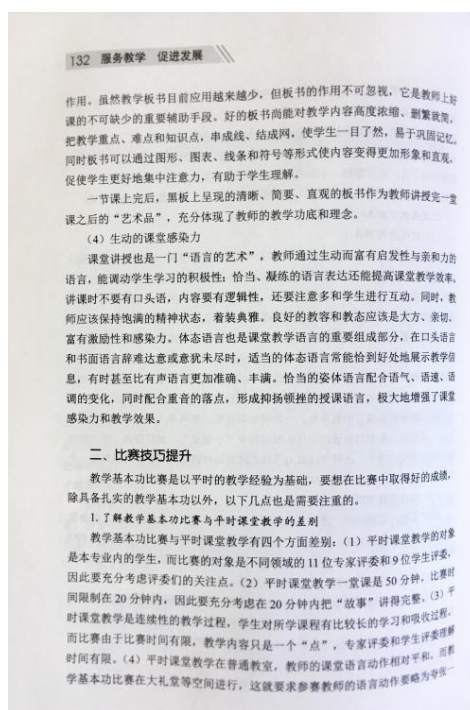 132 服务教学 促进发展
作用。虽然教学板书目前应用越来越少，但板书的作用不可忽视，它是教师上好
课的不可缺少的重要辅助手段。好的板书尚能对教学内容高度浓缩、删繁就简，
把教学重点、难点和知识点，串成线、结成网，使学生一目了然，易于巩固记忆。
同时板书可以通过图形、图表、线条和符号等形式使内容变得更加形象和直观，
促使学生更好地集中注意力，有助于学生理解。
一节课上完后，黑板上呈现的清晰、简要、直观的板书作为教师讲授完一堂
课之后的“艺术品”，充分体现了教师的教学功底和理念。
（4）生动的课堂感染力
课堂讲授也是一门“语言的艺术”，教师通过生动而富有启发性与亲和力的
语言，能调动学生学习的积极性；恰当、凝练的语言表达还能提高课堂教学效率。
讲课时不要有口头语，内容要有逻辑性，还要注意多和学生进行互动。同时，教
师应该保持饱满的精神状态，着装典雅。良好的教容和教态应该是大方、亲切、
富有激励性和感染力。体态语言也是课堂教学语言的重要组成部分，在口头语言
和书面语言辞难达意或意犹未尽时，适当的体态语言常能恰到好处地展示教学信
息，有时甚至比有声语言更加准确、丰满。恰当的姿体语言配合语气、语速、语
调的变化，同时配合重音的落点，形成抑扬顿挫的授课语言，极大地增强了课堂
感染力和教学效果。
二、比赛技巧提升
教学基本功比赛是以平时的教学经验为基础，要想在比赛中取得好的成绩，
除具备扎实的教学基本功以外，以下几点也是需要注重的。
1.了解教学基本功比赛与平时课堂教学的差别
教学基本功比赛与平时课堂教学有四个方面差别：（1）平时课堂教学的对象
是本专业内的学生，而比赛的对象是不同领域的11位专家评委和9位学生评委，
因此要充分考虑评委们的关注点。（2）平时课堂教学一堂课是50分钟，比赛时
间限制在20分钟内，因此要充分考虑在20分钟内把“故事”讲得完整。（3）平
时课堂教学是连续性的教学过程，学生对所学课程有比较长的学习和吸收过程，
而比赛由于比赛时间有限，教学内容只是一个“点”，专家评委和学生评委理解
时间有限。（4）平时课堂教学在普通教室，教师的课堂语言动作相对平和，而教
学基本功比赛在大礼堂等空间进行，这就要求参赛教师的语言动作要略为夸张一